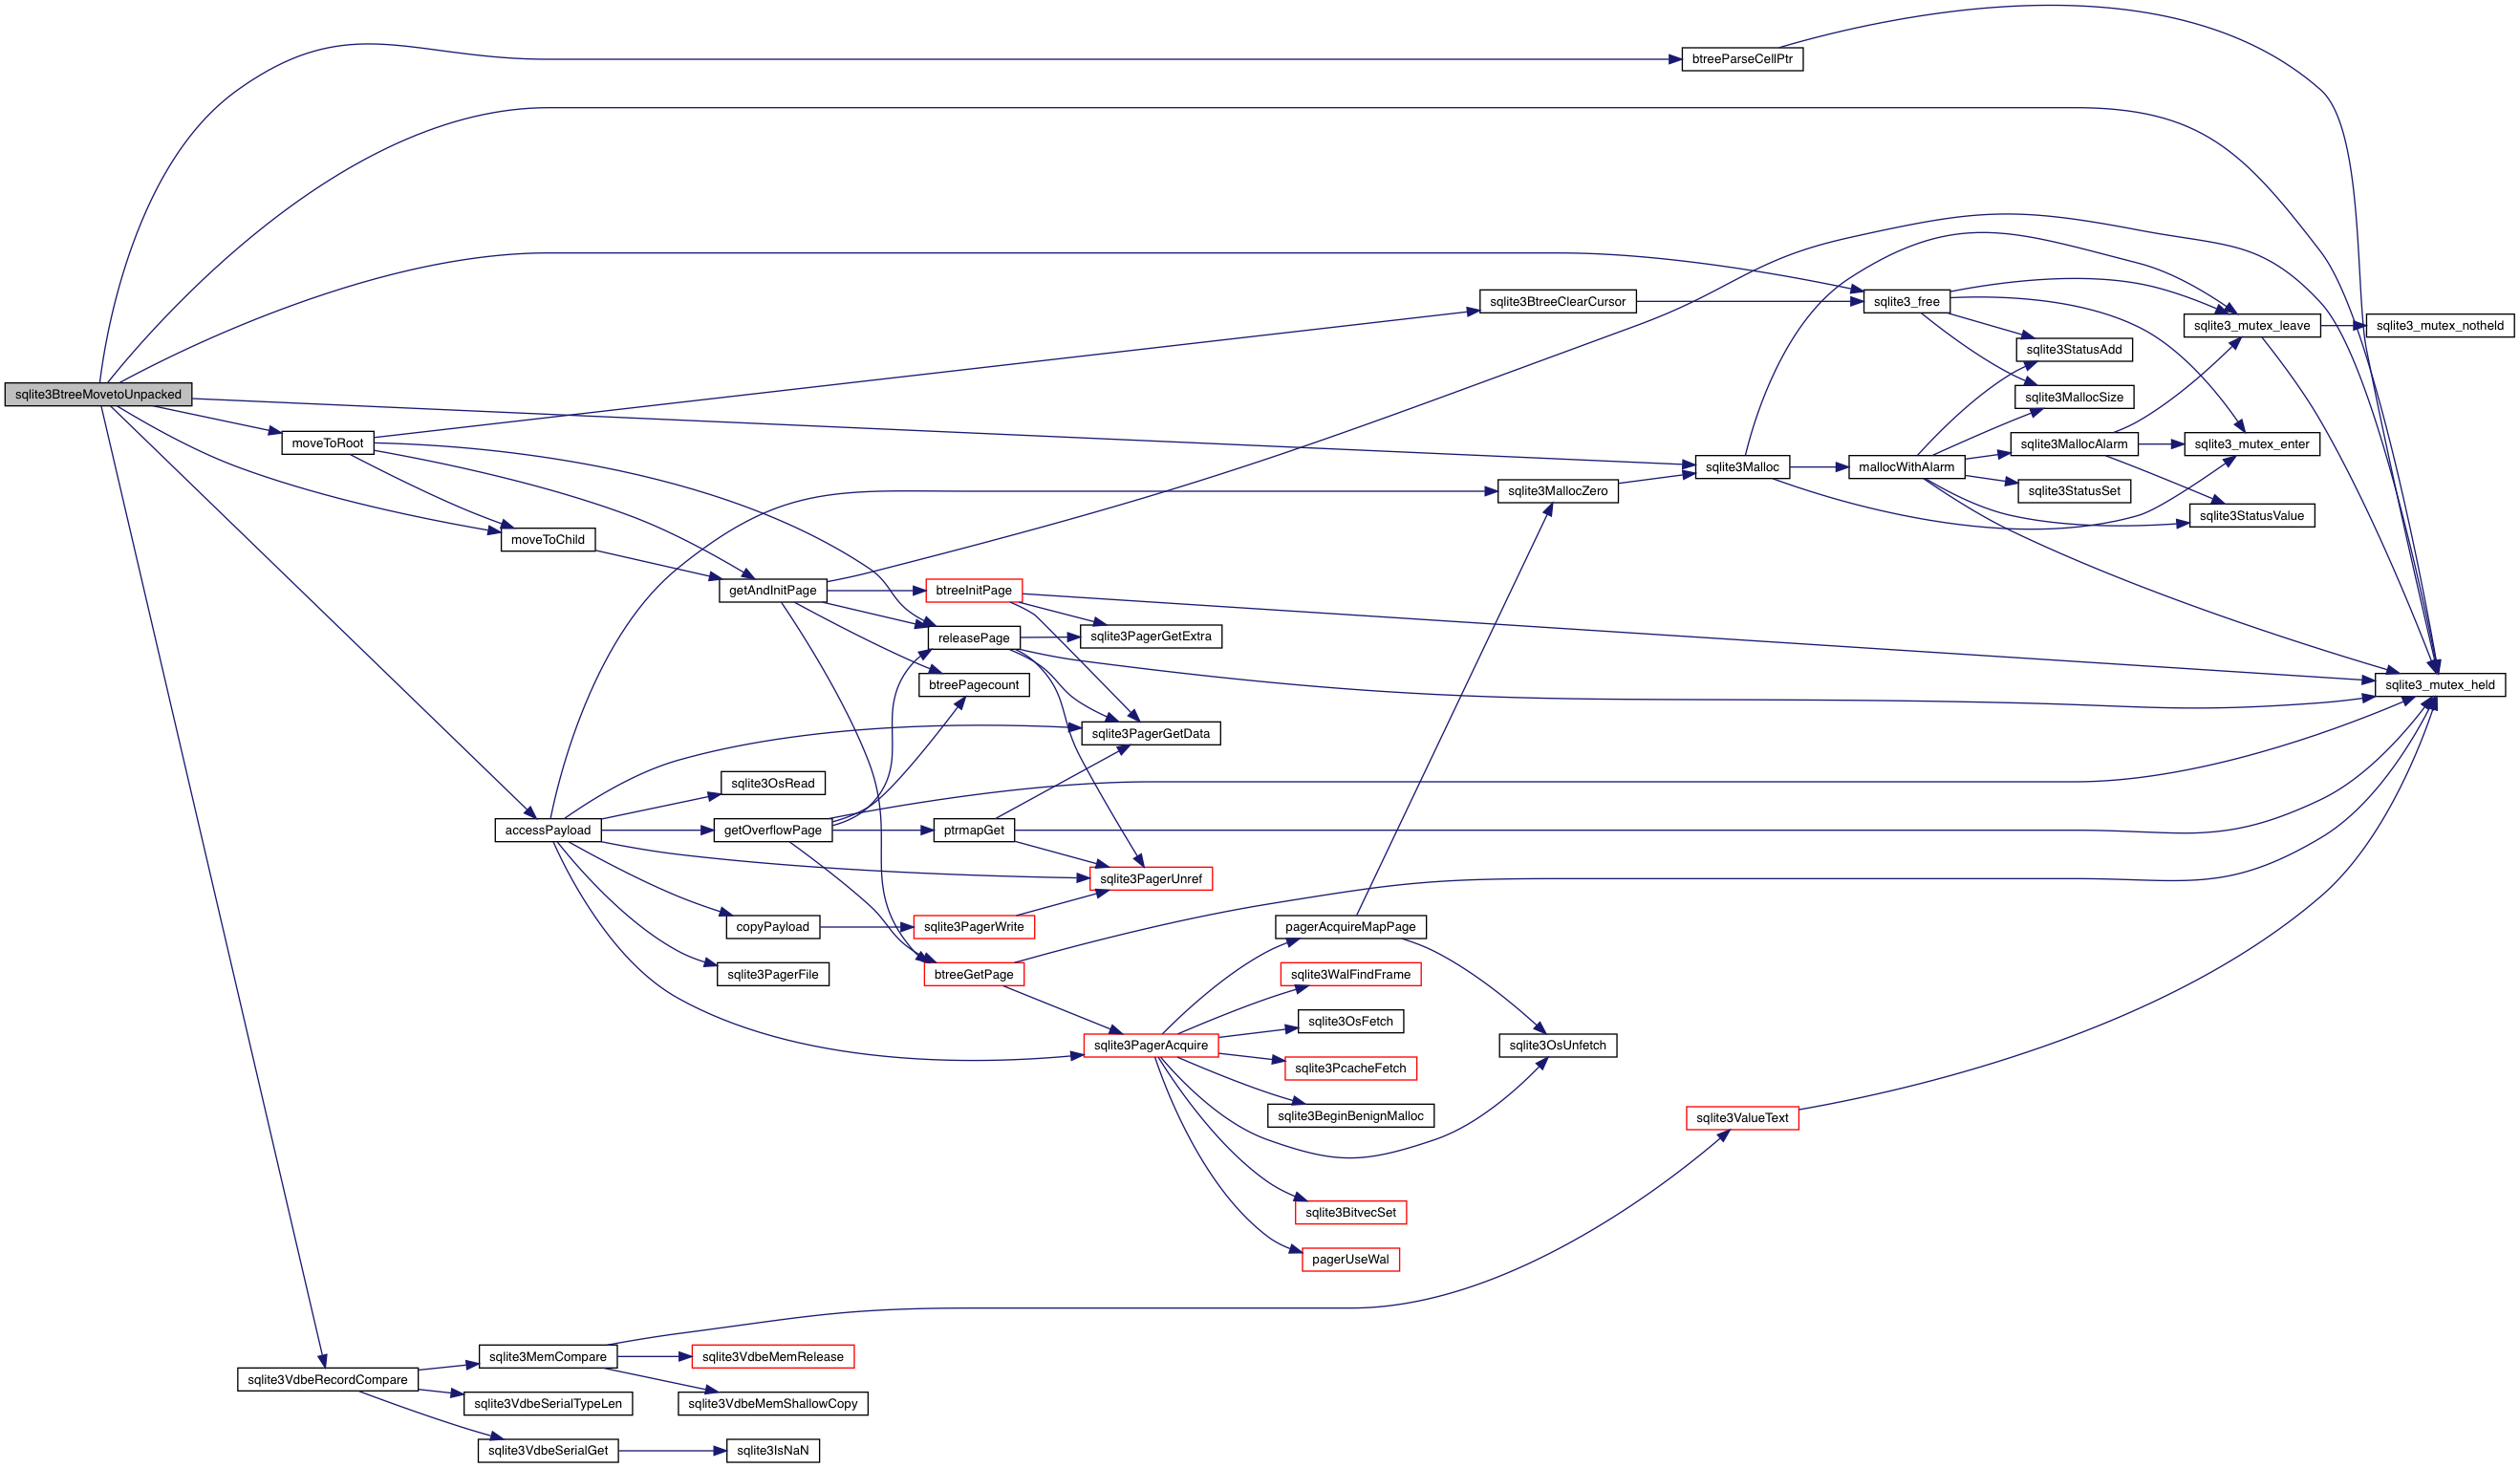 btreeParseCellPtr
sqlite3BtreeClearCursor
sqlite3_free
sqlite3_mutex_leave
sqlite3_mutex_notheld
sqlite3StatusAdd
sqlite3BtreeMovetoUnpacked
sqlite3MallocSize
moveToRoot
sqlite3MallocAlarm
sqlite3_mutex_enter
sqlite3Malloc
mallocWithAlarm
sqlite3MallocZero
sqlite3StatusSet
sqlite3StatusValue
moveToChild
getAndInitPage
btreeInitPage
releasePage
sqlite3PagerGetExtra
btreePagecount
sqlite3_mutex_held
sqlite3PagerGetData
sqlite3OsRead
accessPayload
getOverflowPage
ptrmapGet
sqlite3PagerUnref
copyPayload
sqlite3PagerWrite
pagerAcquireMapPage
sqlite3PagerFile
btreeGetPage
sqlite3WalFindFrame
sqlite3OsFetch
sqlite3PagerAcquire
sqlite3OsUnfetch
sqlite3PcacheFetch
sqlite3BeginBenignMalloc
sqlite3ValueText
sqlite3BitvecSet
pagerUseWal
sqlite3MemCompare
sqlite3VdbeMemRelease
sqlite3VdbeRecordCompare
sqlite3VdbeSerialTypeLen
sqlite3VdbeMemShallowCopy
sqlite3VdbeSerialGet
sqlite3IsNaN